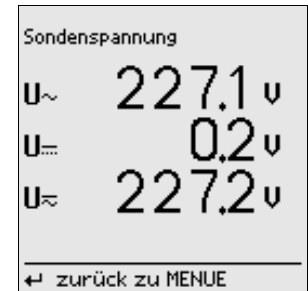 Sondenspannung
U~ 227.1 V
U⎓ 0.2 V
U≂ 227.2 V
↵ zurück zu MENUE